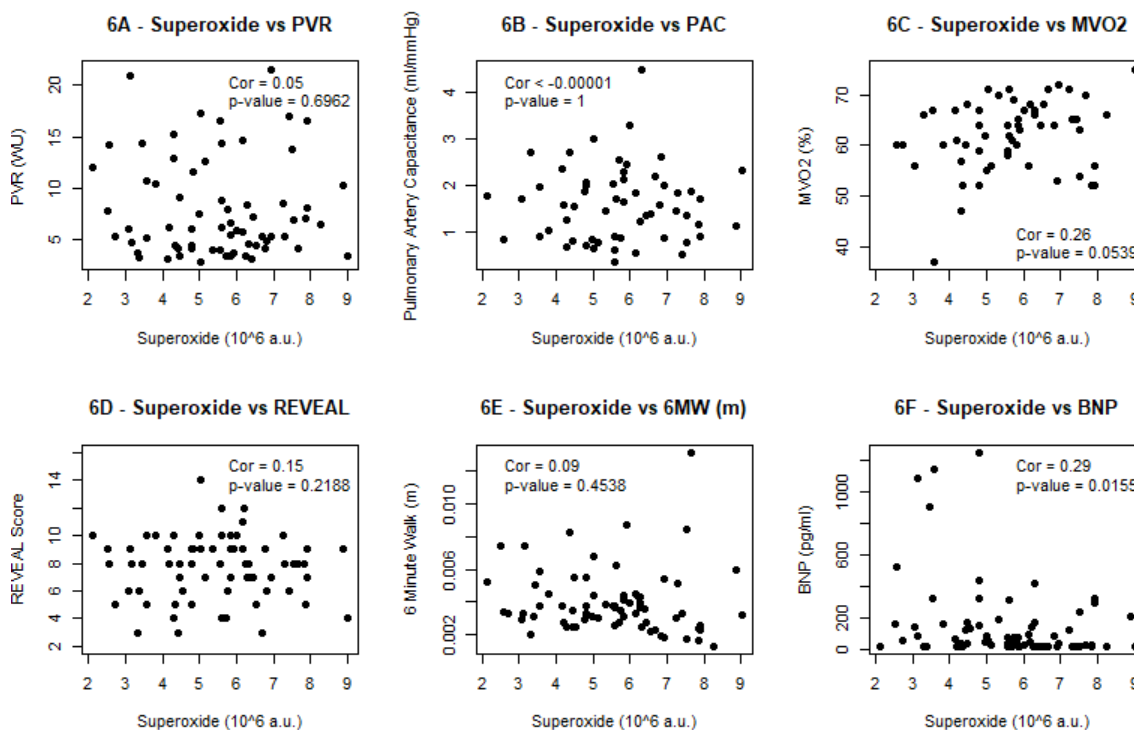 6A - Superoxide vs PVR
Cor = 0.05
p-value = 0.6962
PVR (WU)
20
15
10
5
2 3 4 5 6 7 8 9
Superoxide (10^6 a.u.)
6B - Superoxide vs PAC
Cor < -0.00001
p-value = 1
Pulmonary Artery Capacitance (ml/mmHg)
4
3
2
1
2 3 4 5 6 7 8 9
Superoxide (10^6 a.u.)
6C - Superoxide vs MVO2
Cor = 0.26
p-value = 0.0539
MVO2 (%)
70
60
50
40
2 3 4 5 6 7 8 9
Superoxide (10^6 a.u.)
6D - Superoxide vs REVEAL
Cor = 0.15
p-value = 0.2188
REVEAL Score
14
10
8
6
4
2
2 3 4 5 6 7 8 9
Superoxide (10^6 a.u.)
6E - Superoxide vs 6MW (m)
Cor = 0.09
p-value = 0.4538
6 Minute Walk (m)
0.010
0.006
0.002
2 3 4 5 6 7 8 9
Superoxide (10^6 a.u.)
6F - Superoxide vs BNP
Cor = 0.29
p-value = 0.0155
BNP (pg/ml)
1000
600
200
0
2 3 4 5 6 7 8 9
Superoxide (10^6 a.u.)